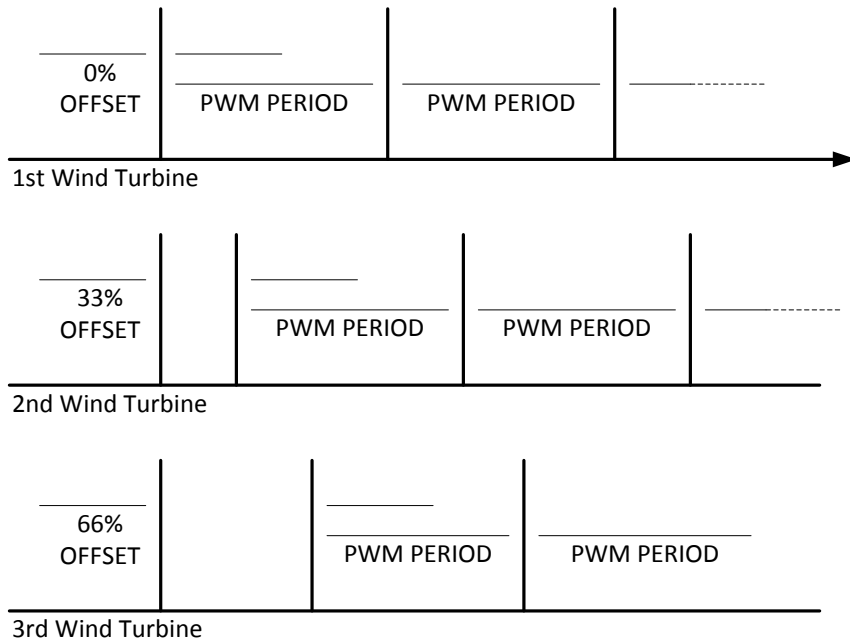 0%
OFFSET
PWM PERIOD
PWM PERIOD
1st Wind Turbine
33%
OFFSET
PWM PERIOD
PWM PERIOD
2nd Wind Turbine
66%
OFFSET
PWM PERIOD
PWM PERIOD
3rd Wind Turbine